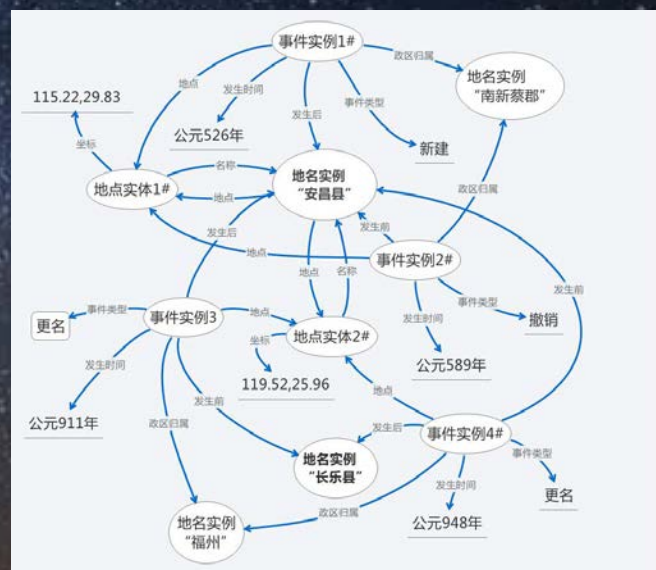 事件实例1#
政区归属
地名实例
“南新蔡郡”
地点
发生时间
发生后
事件类型
115.22,29.83
公元526年
新建
坐标
名称
地名实例
“安昌县”
地点实体1#
地点
政区归属
发生后
发生前
地点
地点
名称
事件实例2#
发生前
事件类型
事件类型
更名
事件实例3
地点
发生时间
撤销
坐标
地点实体2#
发生时间
公元589年
119.52,25.96
地点
公元911年
政区归属
发生前
发生后
事件实例4#
地名实例
“长乐县”
事件类型
发生时间
更名
政区归属
公元948年
地名实例
“福州”